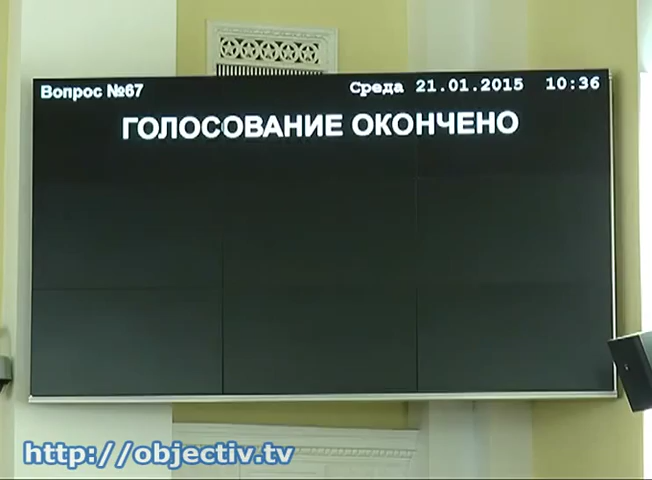 Вопрос №67 Среда 21.01.2015 10:36
ГОЛОСОВАНИЕ ОКОНЧЕНО
http://objectiv.tv